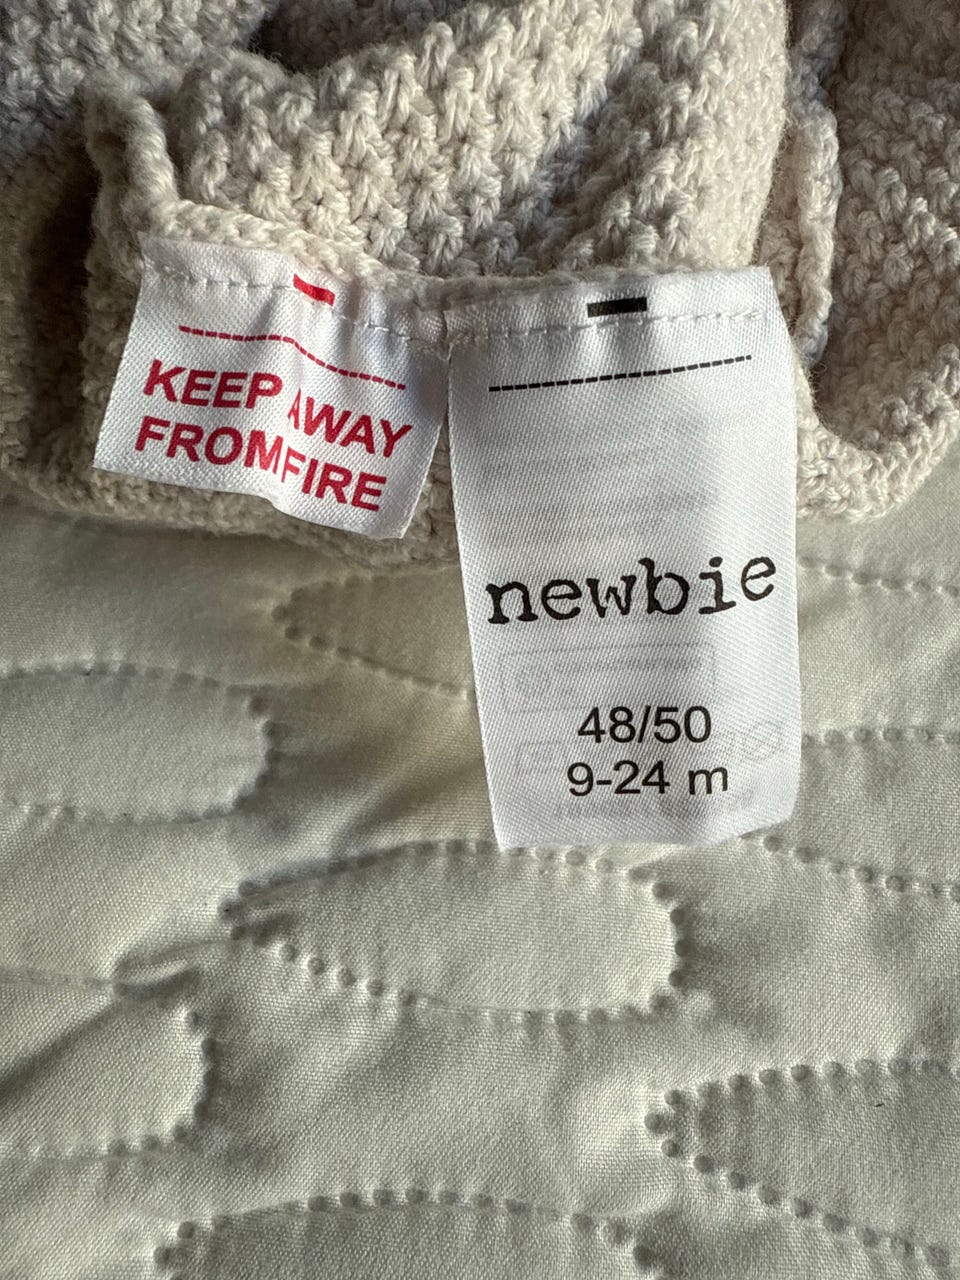 KEEP AWAY
FROMFIRE
newbie
48/50
9-24 m